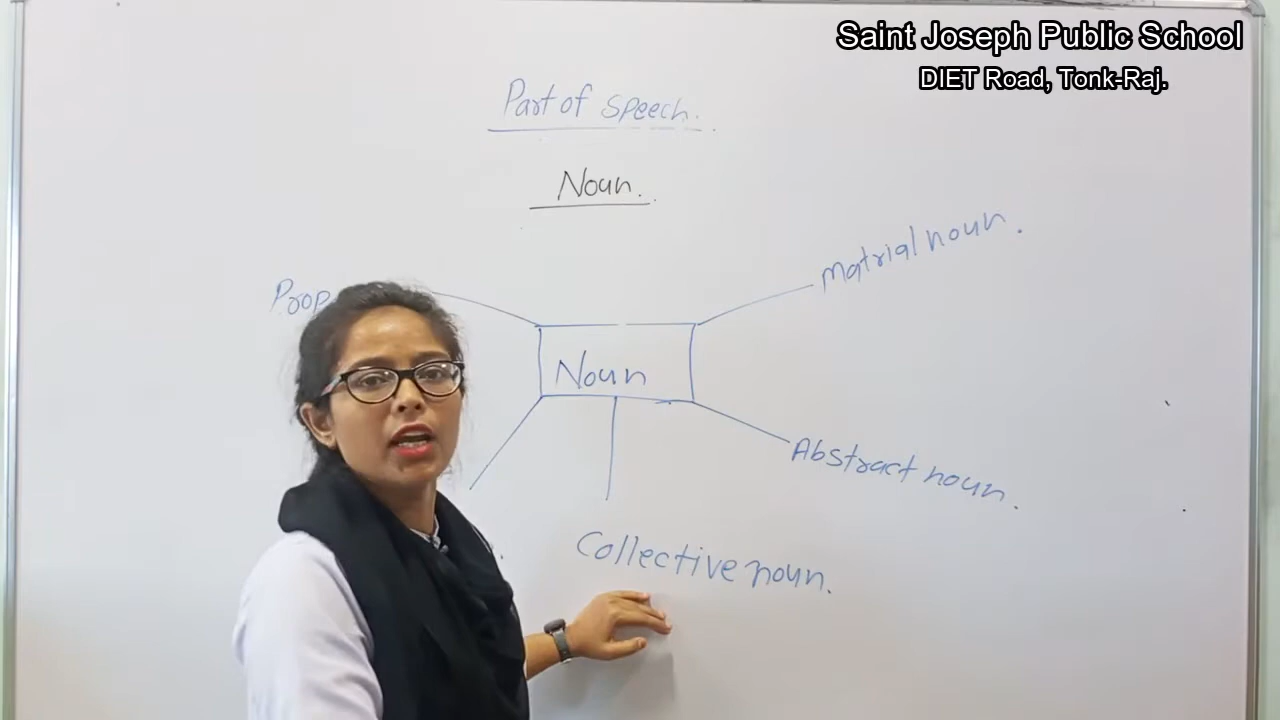 Saint Joseph Public School
DIET Road, Tonk-Raj.
Part of speech.
Noun.
Matrial noun.
Noun
Abstract noun.
Collective noun.